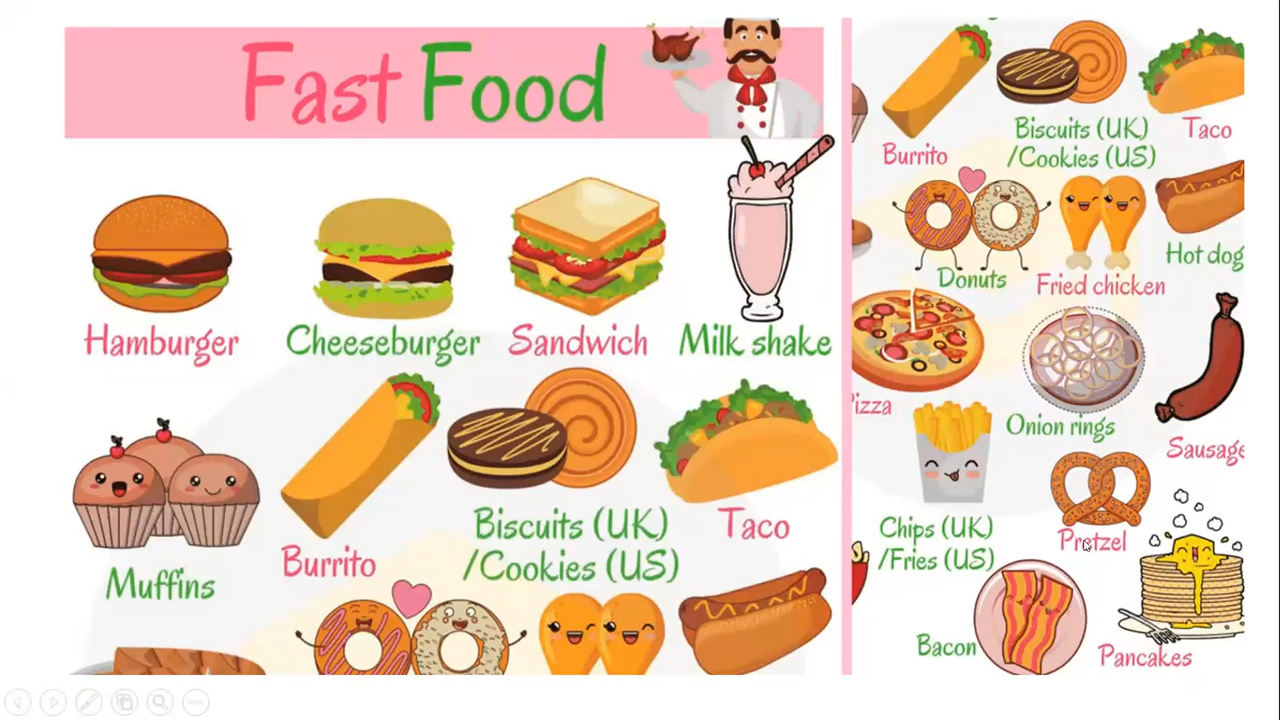 Fast Food
Hamburger
Cheeseburger
Sandwich
Milk shake
Muffins
Burrito
Biscuits (UK)
/Cookies (US)
Taco
Burrito
Biscuits (UK)
/Cookies (US)
Taco
Donuts
Fried chicken
Hot dog
Pizza
Onion rings
Sausage
Chips (UK)
/Fries (US)
Pretzel
Bacon
Pancakes